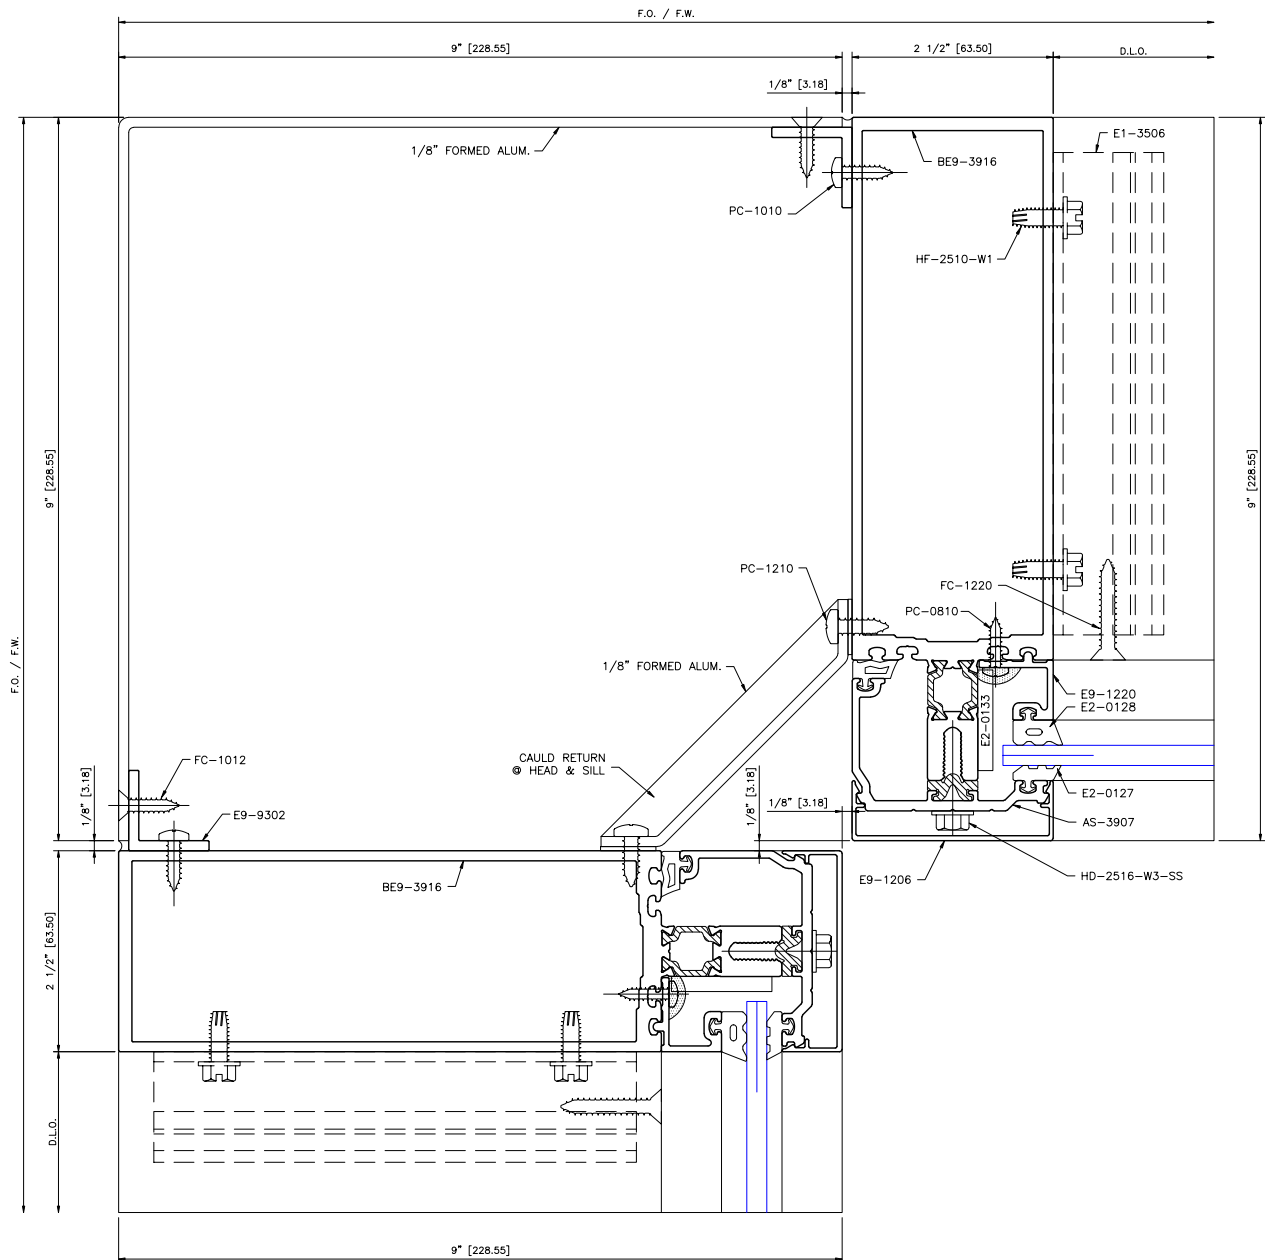 F.O. / F.W.
9" [228.55]
2 1/2" [63.50]
D.L.O.
1/8" [3.18]
E1-3506
1/8" FORMED ALUM.
BE9-3916
PC-1010
HF-2510-W1
9" [228.55]
9" [228.55]
F.O. / F.W.
PC-1210
FC-1220
PC-0810
1/8" FORMED ALUM.
E9-1220
E2-0128
E2-0133
CAULD RETURN
@ HEAD & SILL
FC-1012
1/8" [3.18]
E9-9302
1/8" [3.18]
1/8" [3.18]
E2-0127
AS-3907
E9-1206
HD-2516-W3-SS
BE9-3916
2 1/2" [63.50]
D.L.O.
9" [228.55]